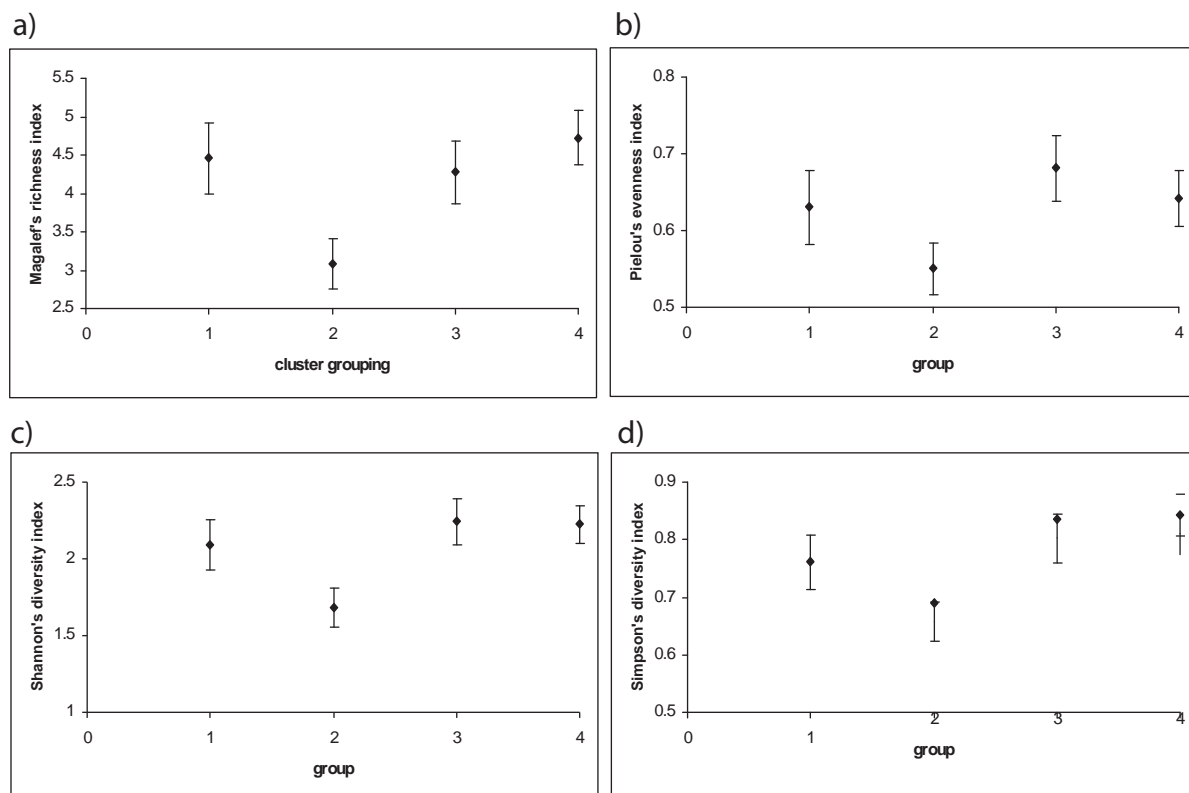 a)
Magalef's richness index
5.5
5
4.5
4
3.5
3
2.5
0 1 2 3 4
cluster grouping
b)
Pielou's evenness index
0.8
0.7
0.6
0.5
0 1 2 3 4
group
c)
Shannon's diversity index
2.5
2
1.5
1
0 1 2 3 4
group
d)
Simpson's diversity index
0.9
0.8
0.7
0.6
0.5
0 1 2 3 4
group